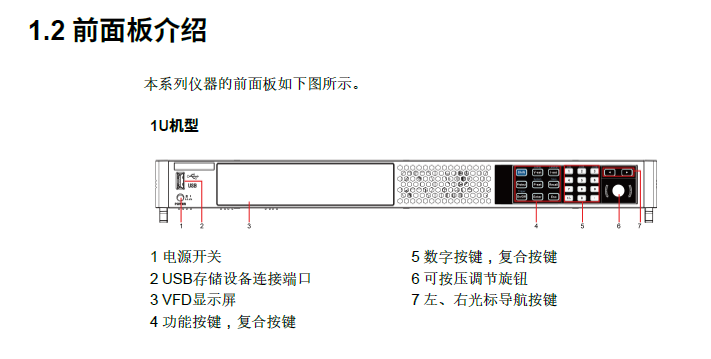 1.2 前面板介绍
本系列仪器的前面板如下图所示。
1U机型
USB
1
2
3
4
5
6
7
1 电源开关
2 USB存储设备连接端口
3 VFD显示屏
4 功能按键，复合按键
5 数字按键，复合按键
6 可按压调节旋钮
7 左、右光标导航按键